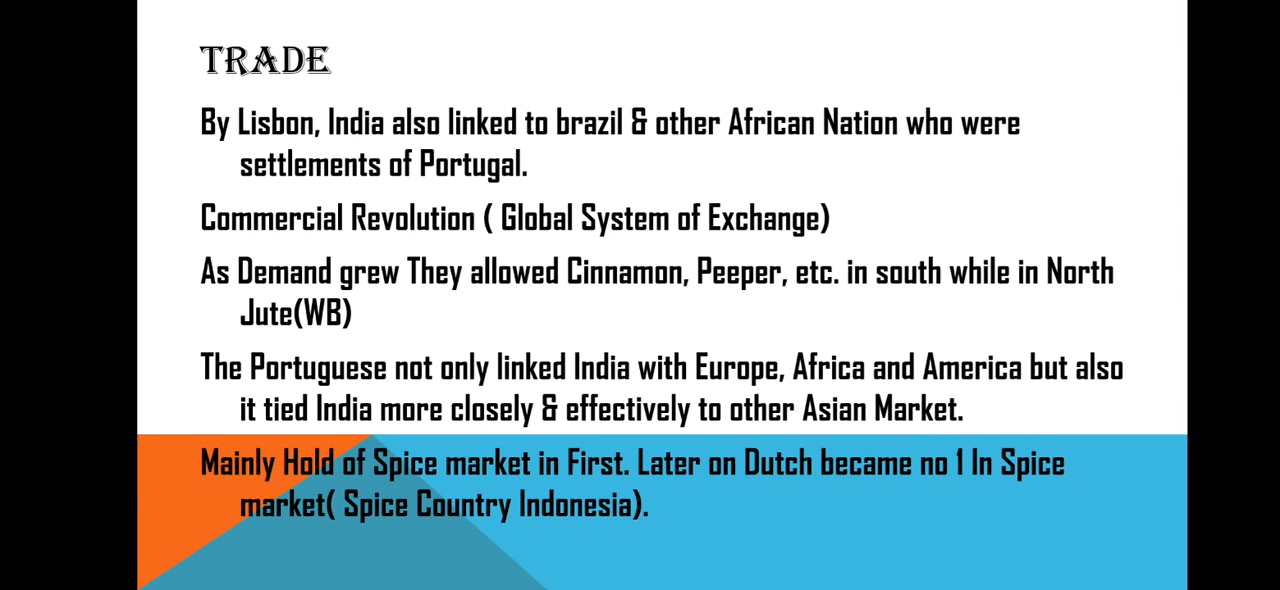 TRADE
By Lisbon, India also linked to brazil & other African Nation who were
settlements of Portugal.
Commercial Revolution ( Global System of Exchange)
As Demand grew They allowed Cinnamon, Peeper, etc. in south while in North
Jute(WB)
The Portuguese not only linked India with Europe, Africa and America but also
it tied India more closely & effectively to other Asian Market.
Mainly Hold of Spice market in First. Later on Dutch became no 1 In Spice
market( Spice Country Indonesia).